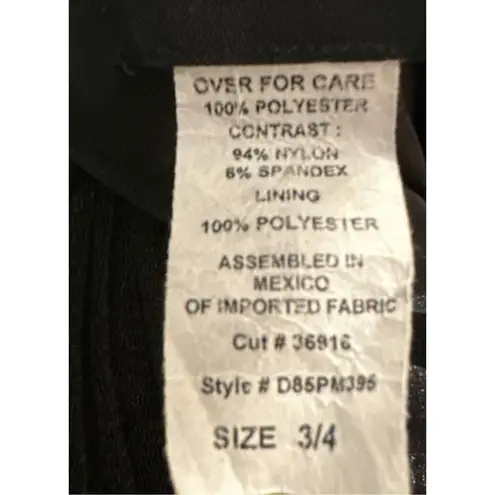 OVER FOR CARE
100% POLYESTER
CONTRAST :
94% NYLON
6% SPANDEX
LINING
100% POLYESTER
ASSEMBLED IN
MEXICO
OF IMPORTED FABRIC
Cut # 36916
Style # D85PM395
SIZE 3/4